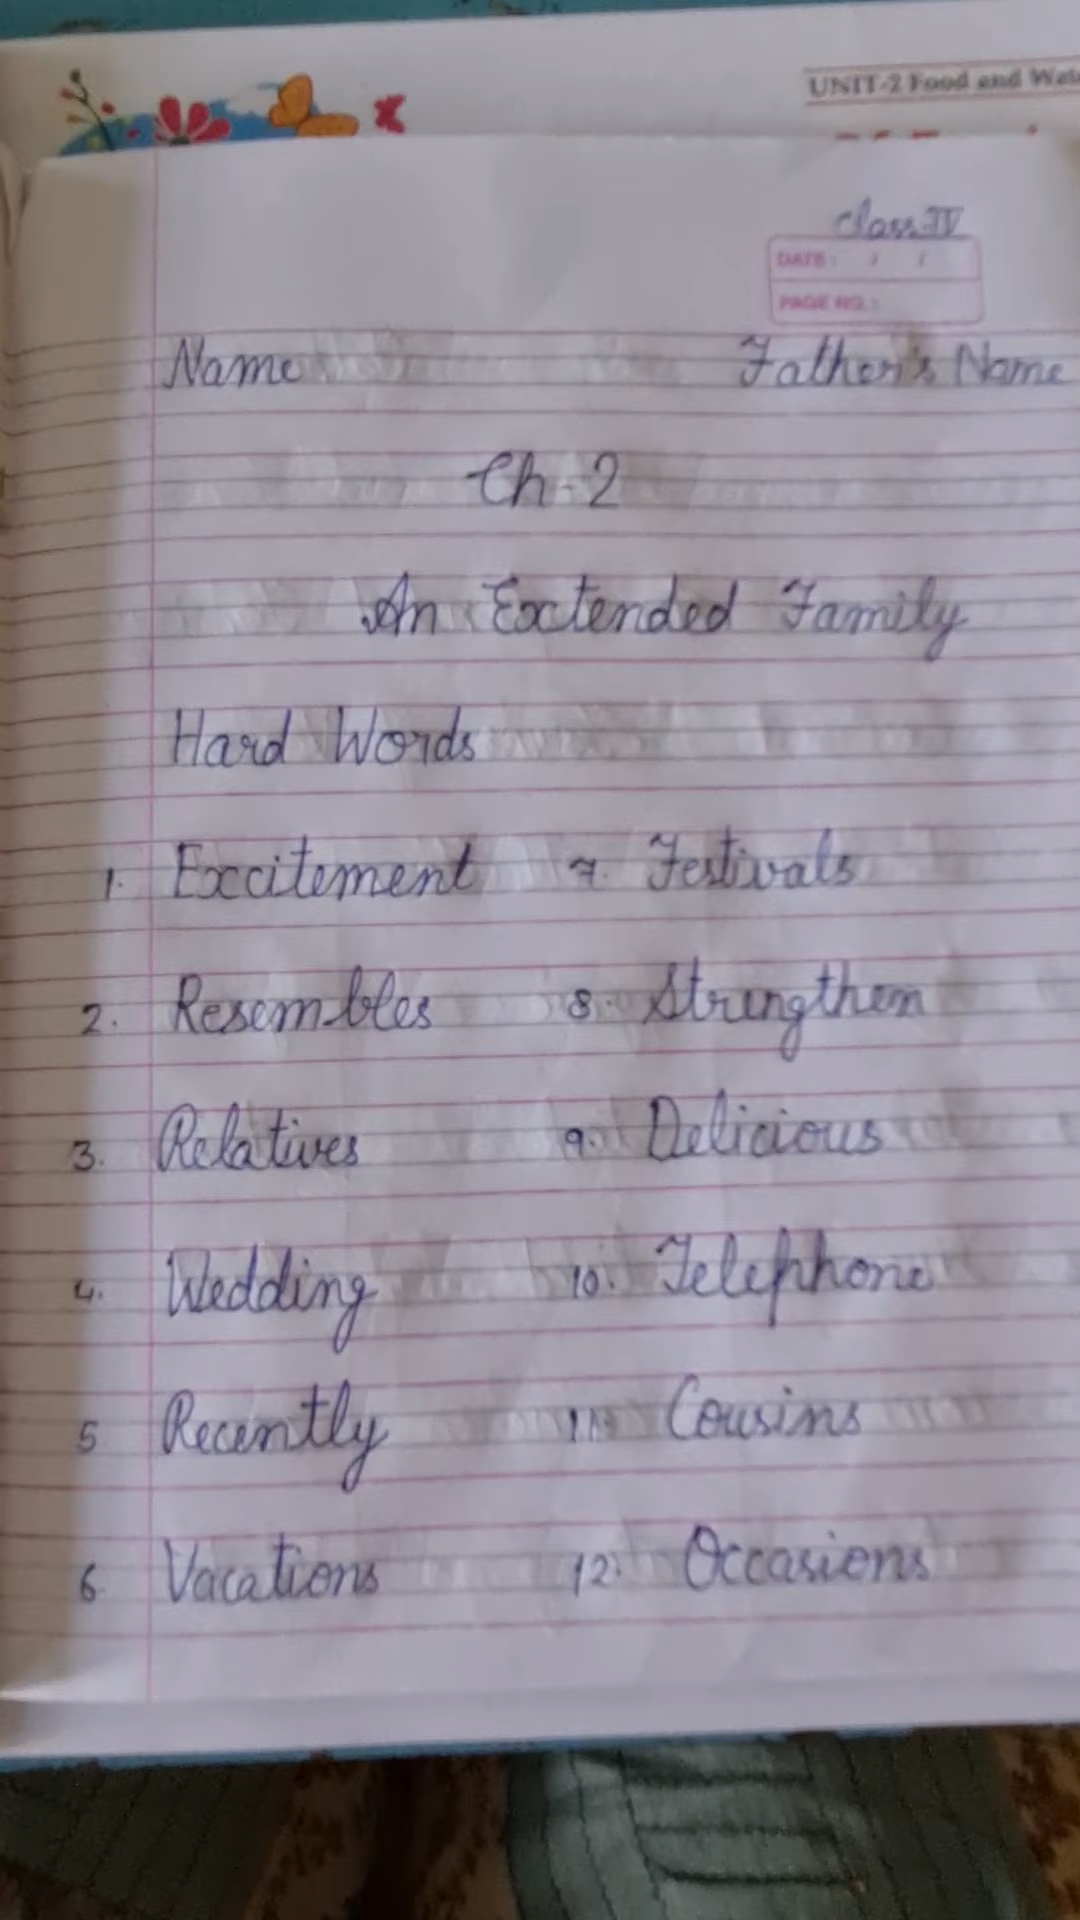 UNIT-2 Food and
Class-IV
DATE: / /
PAGE NO.:
Name Father's Name
Ch-2
An Extended Family
Hard Words
1. Excitement 7. Festivals
2. Resembles 8. Strengthen
3. Relatives 9. Delicious
4. Wedding 10. Telephone
5 Recently 11. Cousins
6. Vacations 12. Occasions